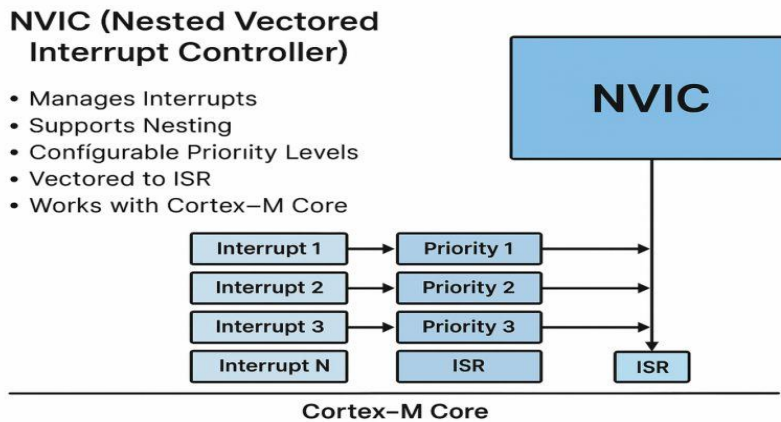 NVIC (Nested Vectored
Interrupt Controller)
• Manages Interrupts
• Supports Nesting
• Confígurable Priority Levels
• Vectored to ISR
• Works with Cortex–M Core
NVIC
Interrupt 1
Priority 1
Interrupt 2
Priority 2
Interrupt 3
Priority 3
Interrupt N
ISR
ISR
Cortex–M Core